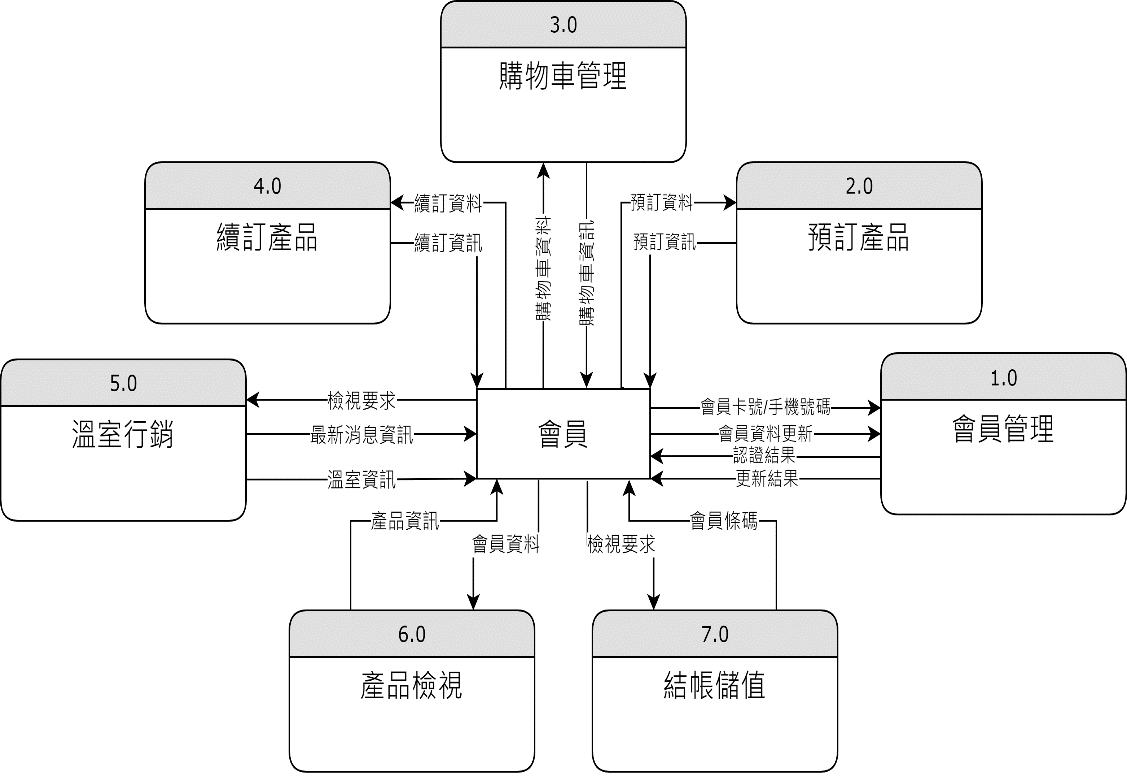 3.0
購物車管理
4.0
續訂產品
2.0
預訂產品
續訂資料
續訂資訊
購物車資料
購物車資訊
預訂資料
預訂資訊
5.0
溫室行銷
1.0
會員管理
檢視要求
最新消息資訊
溫室資訊
會員
會員卡號/手機號碼
會員資料更新
認證結果
更新結果
產品資訊
會員資料
檢視要求
會員條碼
6.0
產品檢視
7.0
結帳儲值